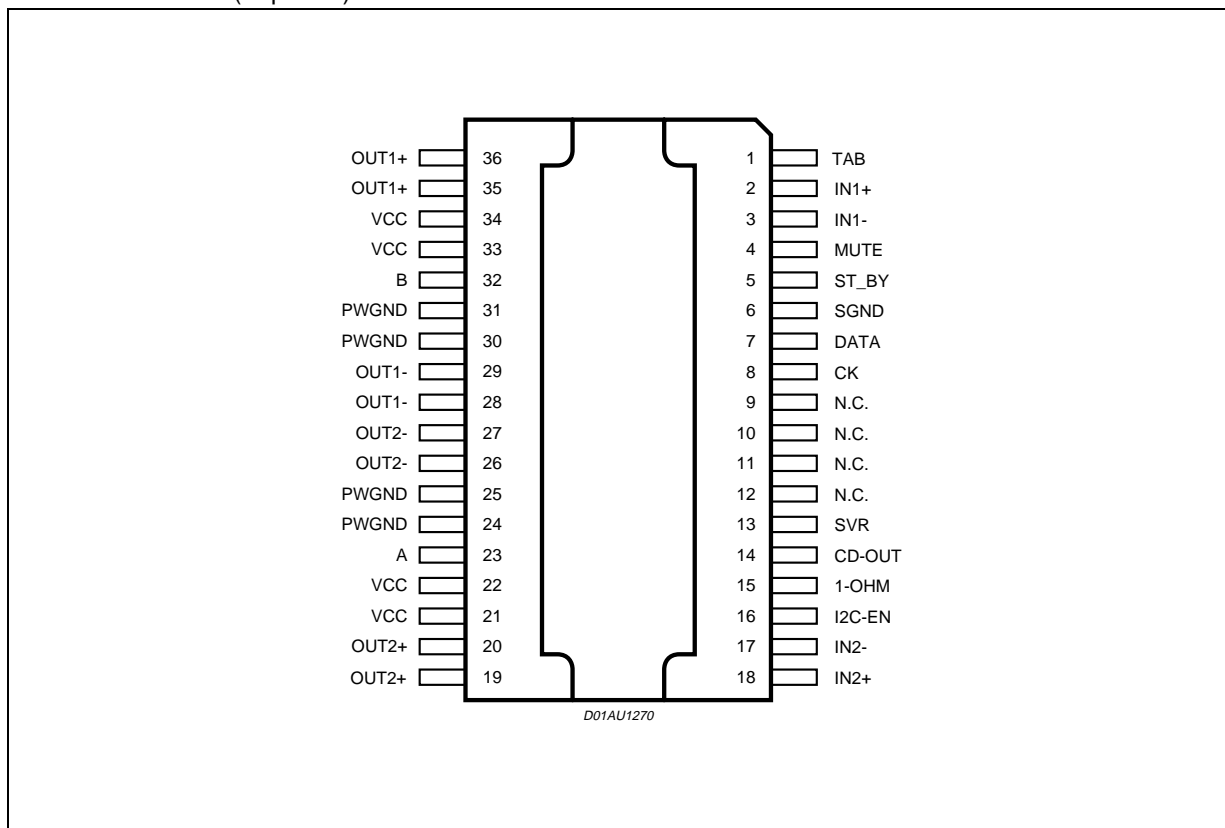 OUT1+ 36 1 TAB
OUT1+ 35 2 IN1+
VCC 34 3 IN1-
VCC 33 4 MUTE
B 32 5 ST_BY
PWGND 31 6 SGND
PWGND 30 7 DATA
OUT1- 29 8 CK
OUT1- 28 9 N.C.
OUT2- 27 10 N.C.
OUT2- 26 11 N.C.
PWGND 25 12 N.C.
PWGND 24 13 SVR
A 23 14 CD-OUT
VCC 22 15 1-OHM
VCC 21 16 I2C-EN
OUT2+ 20 17 IN2-
OUT2+ 19 18 IN2+
D01AU1270